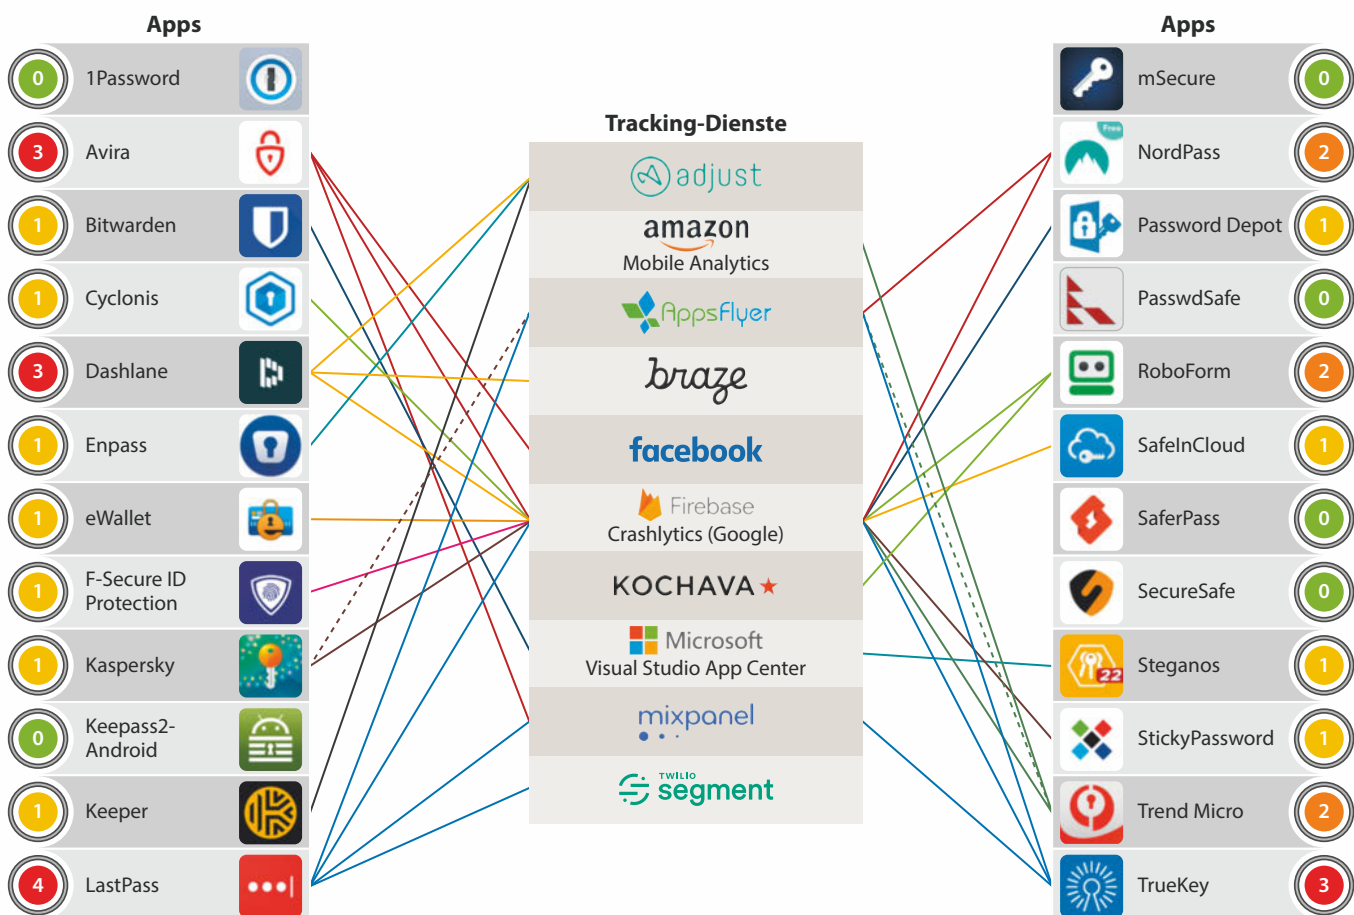 Apps
0 1Password
3 Avira
1 Bitwarden
1 Cyclonis
3 Dashlane
1 Enpass
1 eWallet
1 F-Secure ID
Protection
1 Kaspersky
0 Keepass2-
Android
1 Keeper
4 LastPass
Tracking-Dienste
adjust
amazon
Mobile Analytics
AppsFlyer
braze
facebook
Firebase
Crashlytics (Google)
KOCHAVA
Microsoft
Visual Studio App Center
mixpanel
TWILIO
segment
Apps
mSecure 0
Free
NordPass 2
Password Depot 1
PasswdSafe 0
RoboForm 2
SafeInCloud 1
SaferPass 0
SecureSafe 0
22
Steganos 1
StickyPassword 1
Trend Micro 2
TrueKey 3